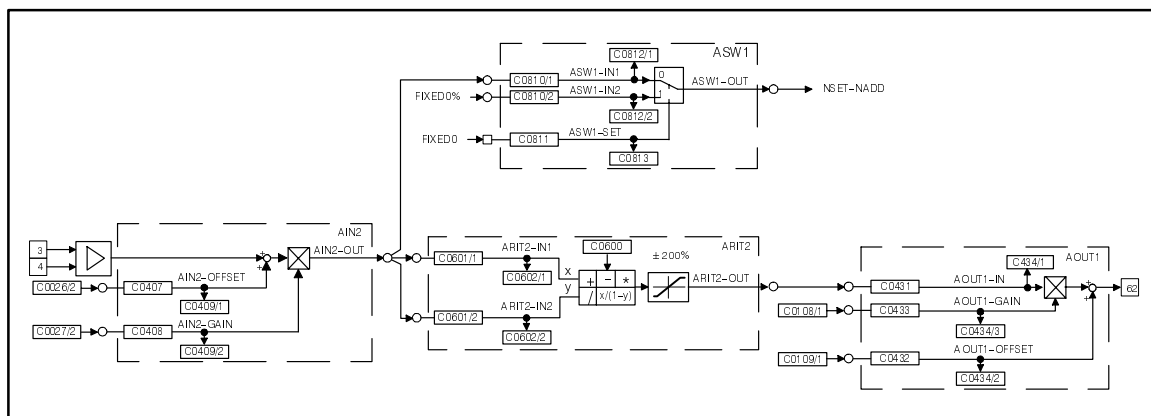 C0812/1
ASW1
C0810/1
ASW1-IN1
0
ASW1-OUT
NSET-NADD
FIXED0%
C0810/2
ASW1-IN2
1
C0812/2
FIXED0
C0811
ASW1-SET
C0813
AIN2
3
4
+
+
AIN2-OUT
C0026/2
C0407
AIN2-OFFSET
C0409/1
C0027/2
C0408
AIN2-GAIN
C0409/2
ARIT2
C0601/1
ARIT2-IN1
C0602/1
C0600
±200%
x
y
+
-
*
/
x/(1-y)
ARIT2-OUT
ARIT2-IN2
C0601/2
C0602/2
C434/1
AOUT1
C0431
AOUT1-IN
+
+
62
C0108/1
C0433
AOUT1-GAIN
C0434/3
C0109/1
C0432
AOUT1-OFFSET
C0434/2